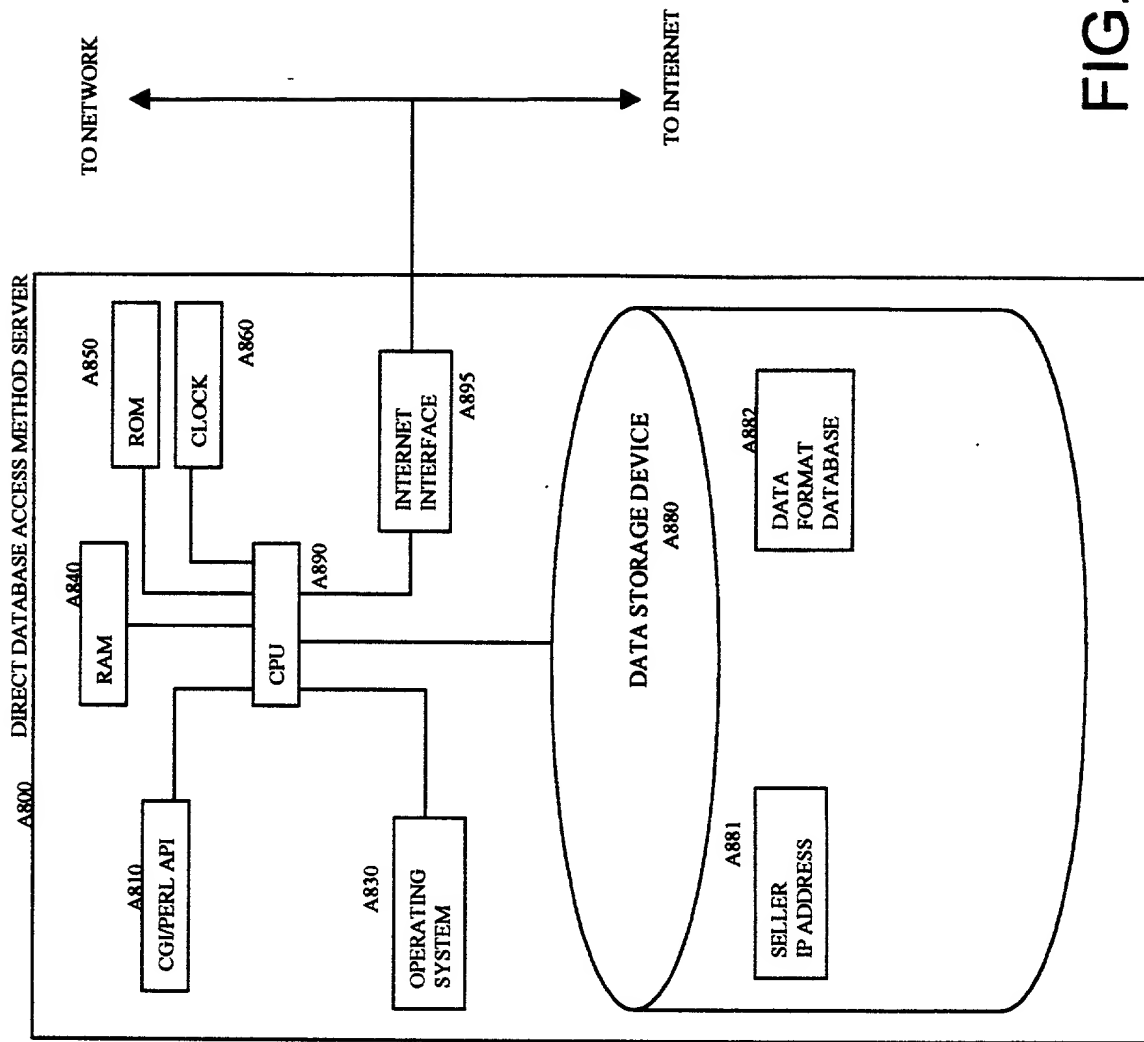 A800 DIRECT DATABASE ACCESS METHOD SERVER
A810
CGI/PERL API
A840
RAM
A850
ROM
A860
CLOCK
A830
OPERATING
SYSTEM
A890
CPU
INTERNET
INTERFACE
A895
TO NETWORK
TO INTERNET
DATA STORAGE DEVICE
A880
A881
SELLER
IP ADDRESS
A882
DATA
FORMAT
DATABASE
FIG.